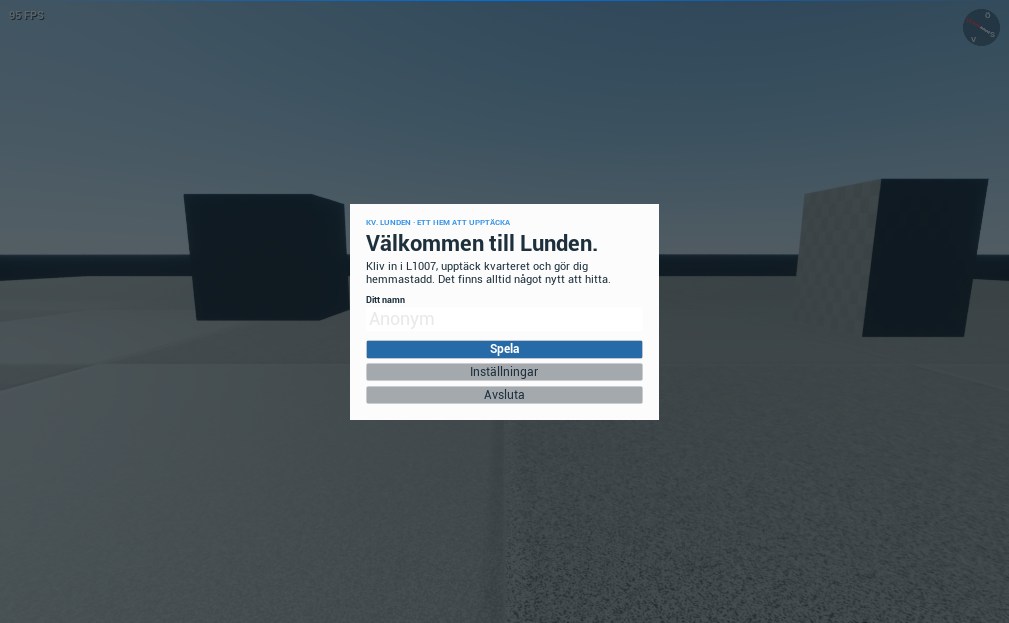 95 FPS
O
S
V
KV. LUNDEN · ETT HEM ATT UPPTÄCKA
Välkommen till Lunden.
Kliv in i L1007, upptäck kvarteret och gör dig
hemmastadd. Det finns alltid något nytt att hitta.
Ditt namn
Anonym
Spela
Inställningar
Avsluta